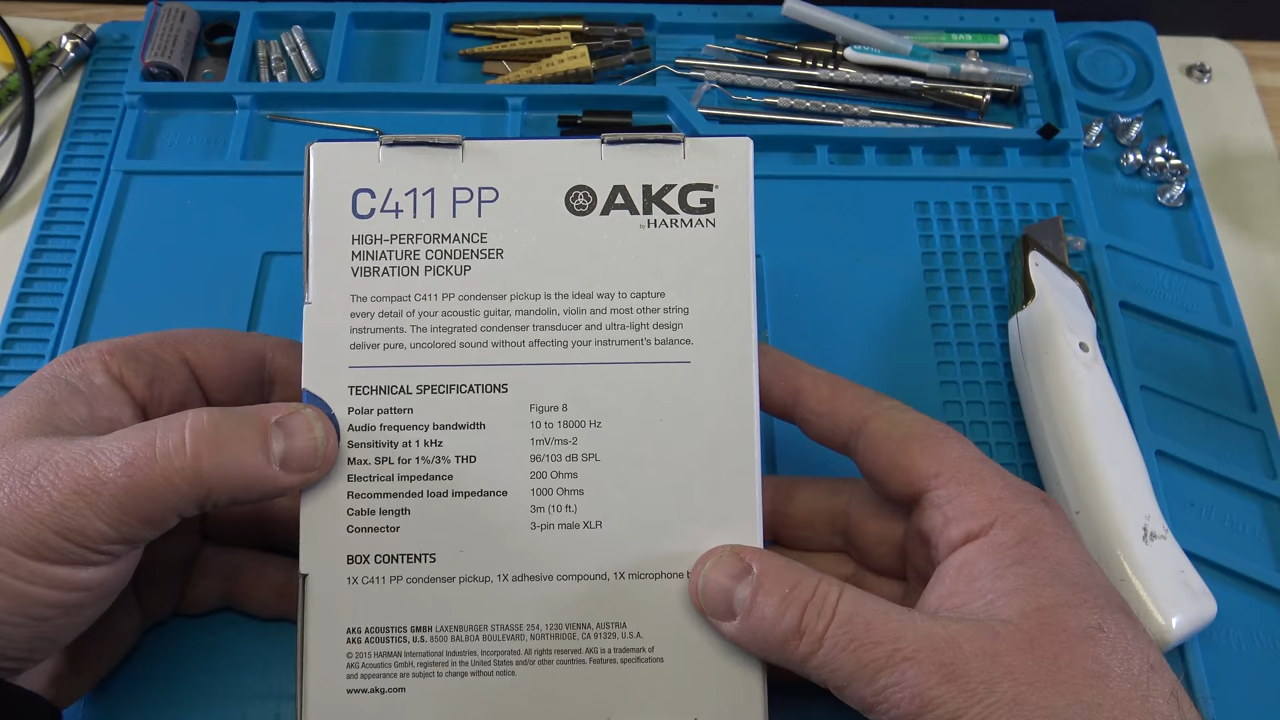 C411 PP
AKG®
by HARMAN
HIGH-PERFORMANCE
MINIATURE CONDENSER
VIBRATION PICKUP
The compact C411 PP condenser pickup is the ideal way to capture
every detail of your acoustic guitar, mandolin, violin and most other string
instruments. The integrated condenser transducer and ultra-light design
deliver pure, uncolored sound without affecting your instrument's balance.
TECHNICAL SPECIFICATIONS
Polar pattern Figure 8
Audio frequency bandwidth 10 to 18000 Hz
Sensitivity at 1 kHz 1mV/ms-2
Max. SPL for 1%/3% THD 96/103 dB SPL
Electrical impedance 200 Ohms
Recommended load impedance 1000 Ohms
Cable length 3m (10 ft.)
Connector 3-pin male XLR
BOX CONTENTS
1X C411 PP condenser pickup, 1X adhesive compound, 1X microphone
AKG ACOUSTICS GMBH LAXENBURGER STRASSE 254, 1230 VIENNA, AUSTRIA
AKG ACOUSTICS, U.S. 8500 BALBOA BOULEVARD, NORTHRIDGE, CA 91329, U.S.A.
© 2015 HARMAN International Industries, Incorporated. All rights reserved. AKG is a trademark of
AKG Acoustics GmbH, registered in the United States and/or other countries. Features, specifications
and appearance are subject to change without notice.
www.akg.com